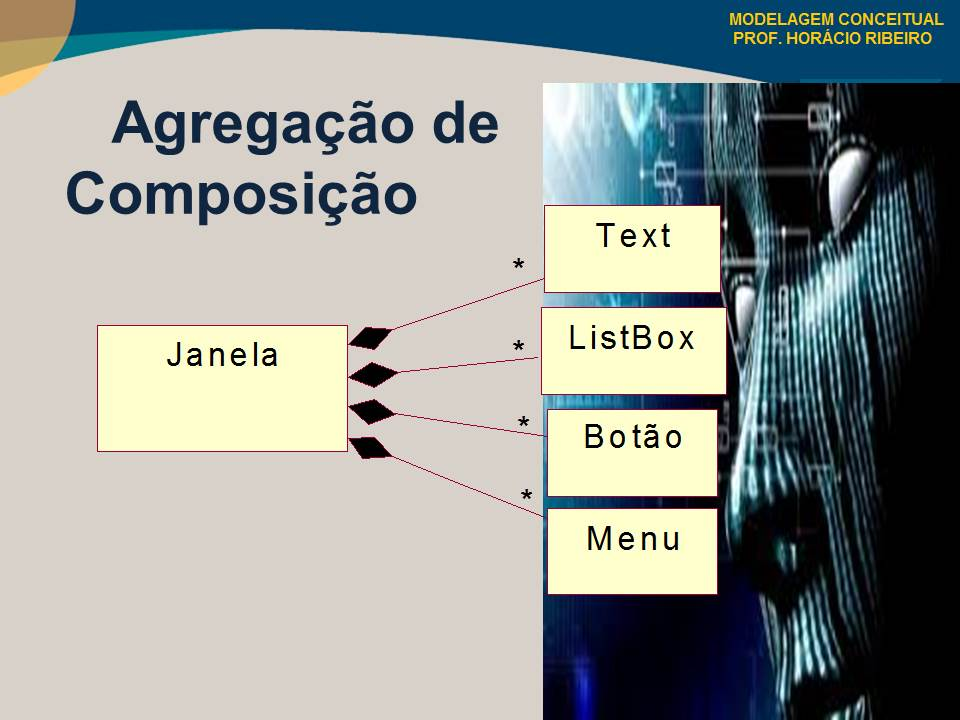 MODELAGEM CONCEITUAL
PROF. HORÁCIO RIBEIRO
Agregação de
Composição
Text
*
ListBox
*
Janela
Botão
*
Menu
*